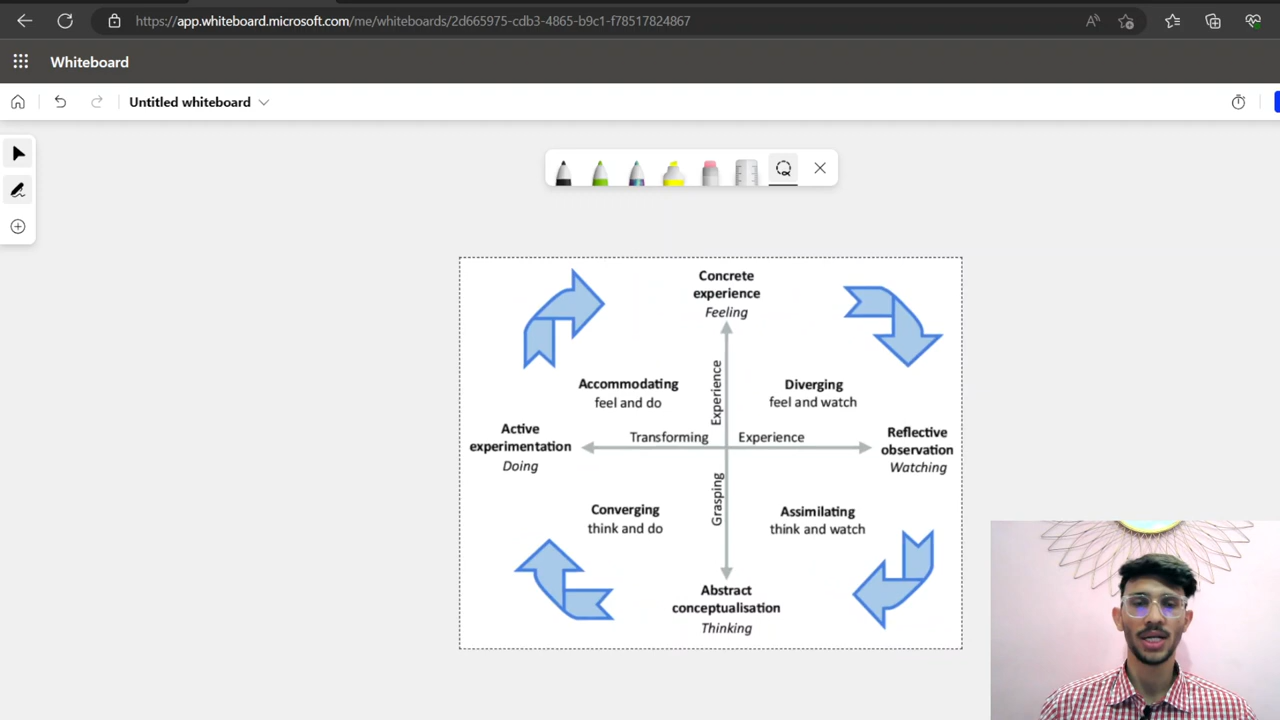 https://app.whiteboard.microsoft.com/me/whiteboards/2d665975-cdb3-4865-b9c1-f78517824867
Whiteboard
Untitled whiteboard
Concrete
experience
Feeling
Accommodating
feel and do
Experience
Diverging
feel and watch
Active
experimentation
Doing
Transforming
Experience
Reflective
observation
Watching
Converging
think and do
Grasping
Assimilating
think and watch
Abstract
conceptualisation
Thinking